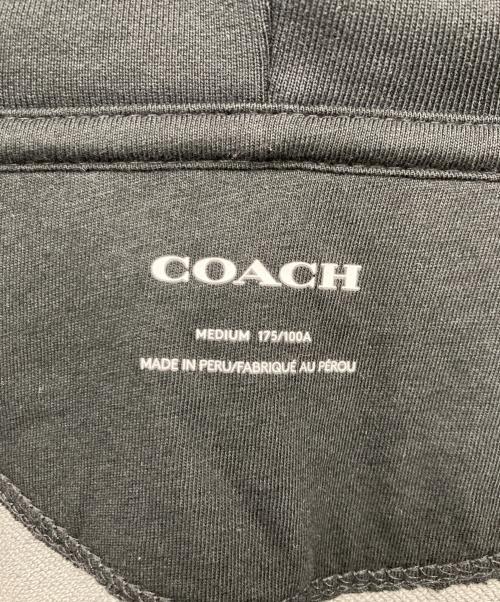 COACH
MEDIUM 175/100A
MADE IN PERU/FABRIQUÉ AU PÉROU